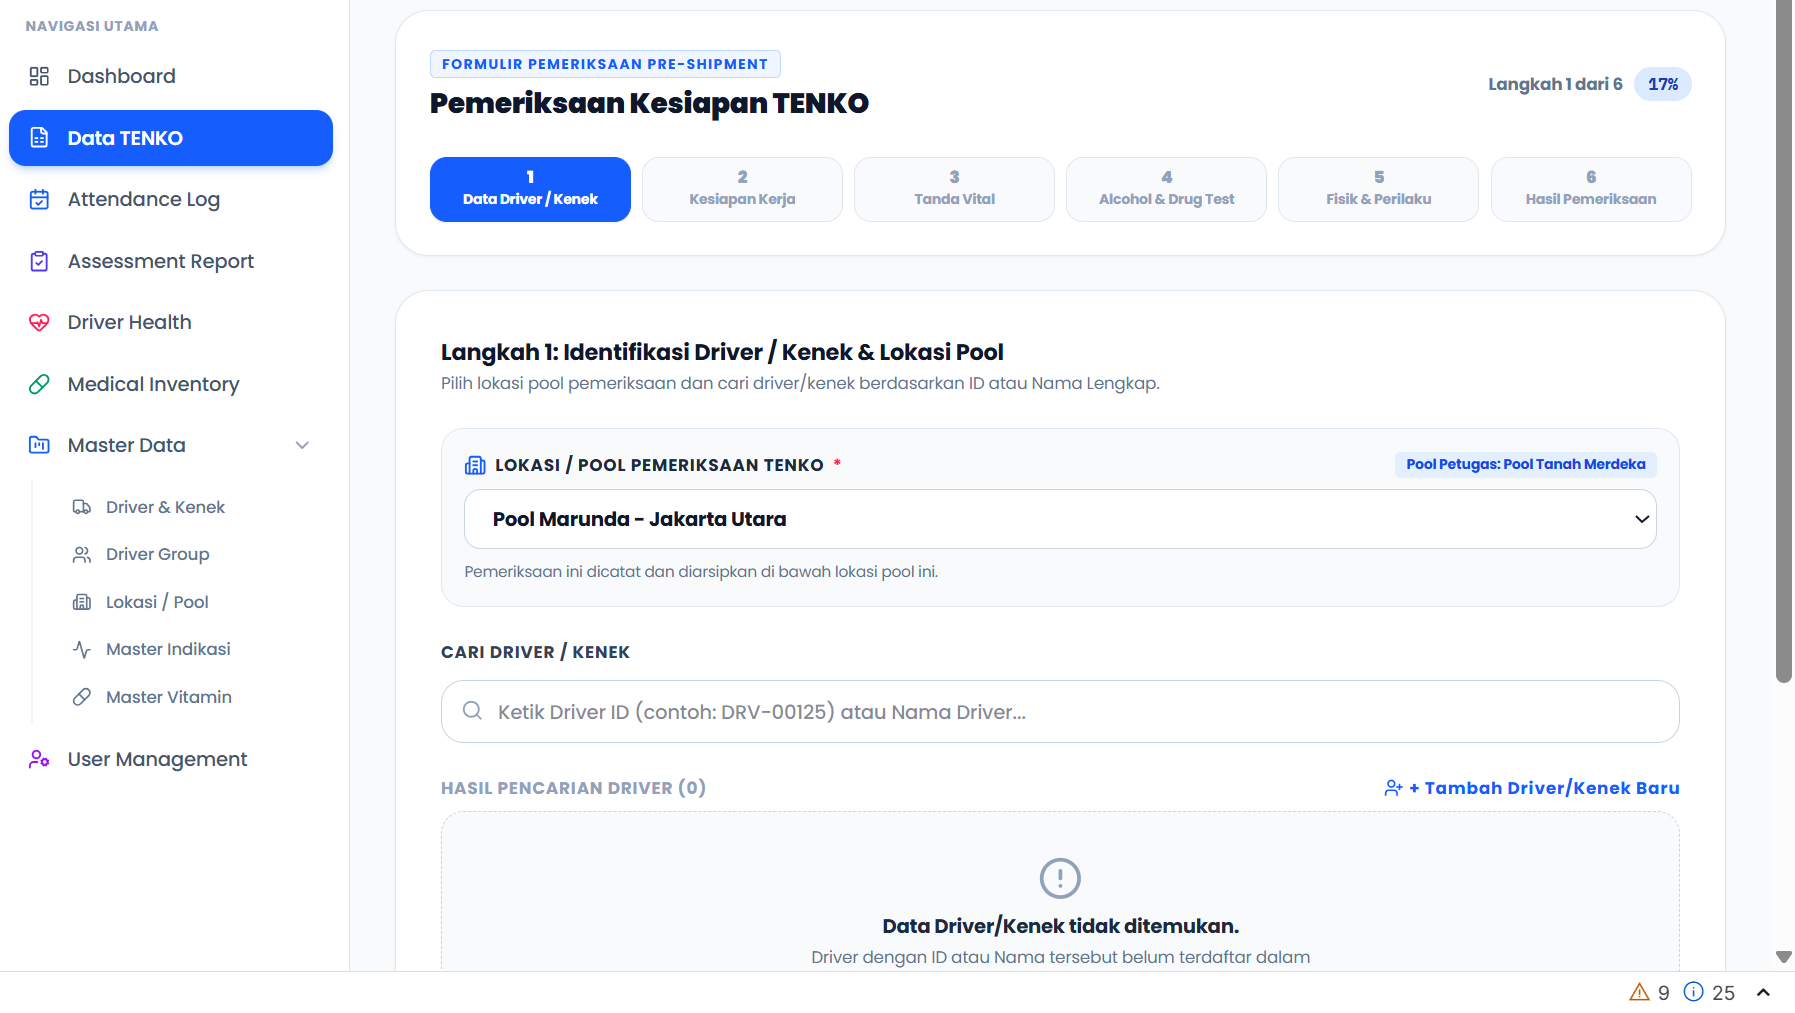 NAVIGASI UTAMA
Dashboard
Data TENKO
Attendance Log
Assessment Report
Driver Health
Medical Inventory
Master Data
Driver & Kenek
Driver Group
Lokasi / Pool
Master Indikasi
Master Vitamin
User Management
FORMULIR PEMERIKSAAN PRE-SHIPMENT
Pemeriksaan Kesiapan TENKO
Langkah 1 dari 6 17%
1
Data Driver / Kenek
2
Kesiapan Kerja
3
Tanda Vital
4
Alcohol & Drug Test
5
Fisik & Perilaku
6
Hasil Pemeriksaan
Langkah 1: Identifikasi Driver / Kenek & Lokasi Pool
Pilih lokasi pool pemeriksaan dan cari driver/kenek berdasarkan ID atau Nama Lengkap.
LOKASI / POOL PEMERIKSAAN TENKO *
Pool Petugas: Pool Tanah Merdeka
Pool Marunda - Jakarta Utara
Pemeriksaan ini dicatat dan diarsipkan di bawah lokasi pool ini.
CARI DRIVER / KENEK
Ketik Driver ID (contoh: DRV-00125) atau Nama Driver...
HASIL PENCARIAN DRIVER (0)
+ Tambah Driver/Kenek Baru
Data Driver/Kenek tidak ditemukan.
Driver dengan ID atau Nama tersebut belum terdaftar dalam
9 25